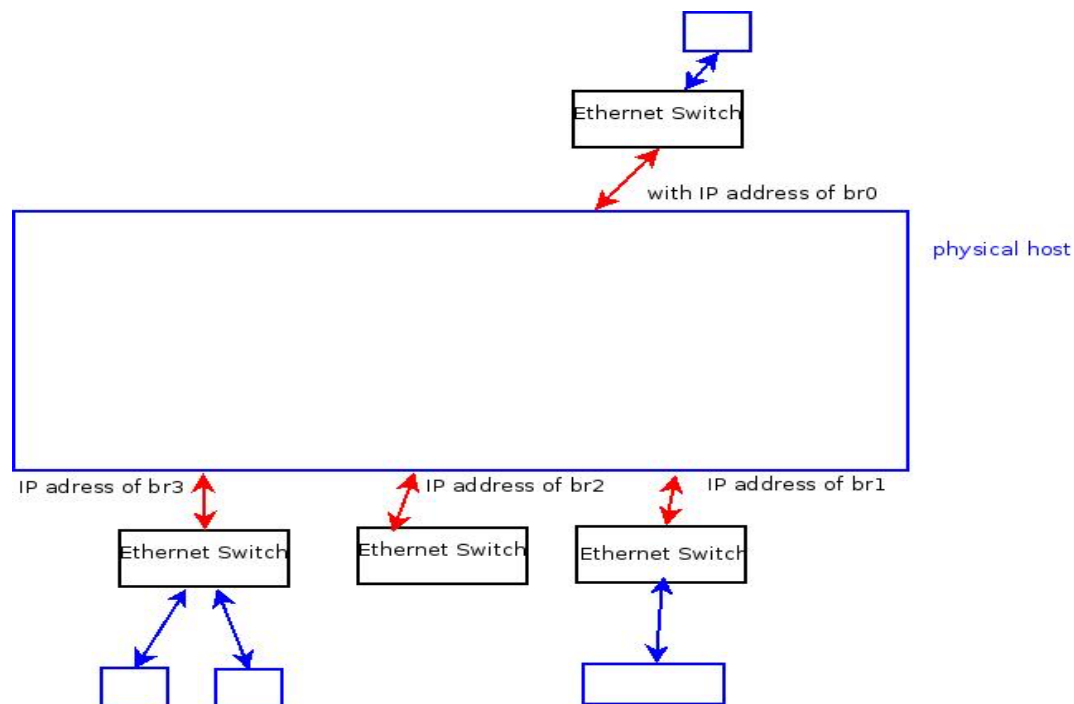 Ethernet Switch
with IP address of br0
physical host
IP adress of br3
IP address of br2
IP address of br1
Ethernet Switch
Ethernet Switch
Ethernet Switch